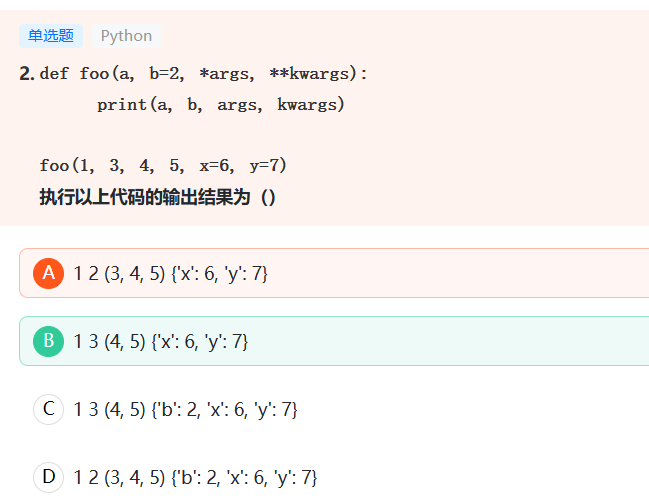 单选题 Python
2. def foo(a, b=2, *args, **kwargs):
print(a, b, args, kwargs)
foo(1, 3, 4, 5, x=6, y=7)
执行以上代码的输出结果为（）
A 1 2 (3, 4, 5) {'x': 6, 'y': 7}
B 1 3 (4, 5) {'x': 6, 'y': 7}
C 1 3 (4, 5) {'b': 2, 'x': 6, 'y': 7}
D 1 2 (3, 4, 5) {'b': 2, 'x': 6, 'y': 7}